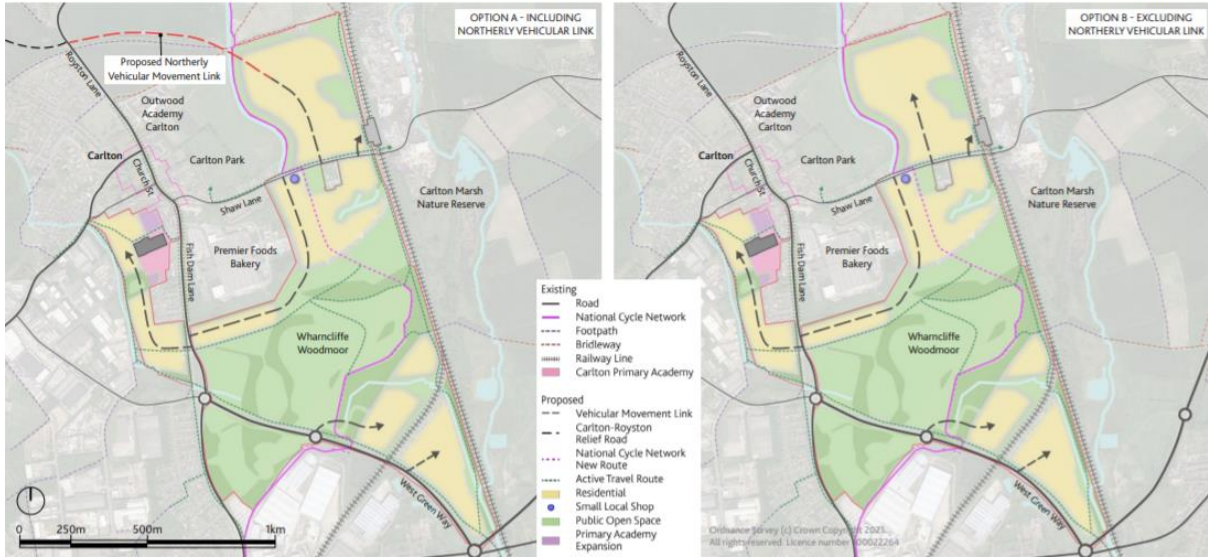 OPTION A - INCLUDING
NORTHERLY VEHICULAR LINK
Proposed Northerly
Vehicular Movement Link
Royston Lane
Outwood
Academy
Carlton
Carlton
Church St
Carlton Park
Shaw Lane
Fish Dam Lane
Premier Foods
Bakery
Carlton Marsh
Nature Reserve
Wharncliffe
Woodmoor
West Green Way
0 250m 500m 1km
Existing
Road
National Cycle Network
Footpath
Bridleway
Railway Line
Carlton Primary Academy
Proposed
Vehicular Movement Link
Carlton-Royston
Relief Road
National Cycle Network
New Route
Active Travel Route
Residential
Small Local Shop
Public Open Space
Primary Academy
Expansion
OPTION B - EXCLUDING
NORTHERLY VEHICULAR LINK
Royston Lane
Outwood
Academy
Carlton
Carlton
Church St
Carlton Park
Shaw Lane
Fish Dam Lane
Premier Foods
Bakery
Carlton Marsh
Nature Reserve
Wharncliffe
Woodmoor
West Green Way
Ordnance Survey (c) Crown Copyright 2025.
All rights reserved. Licence number 100022264